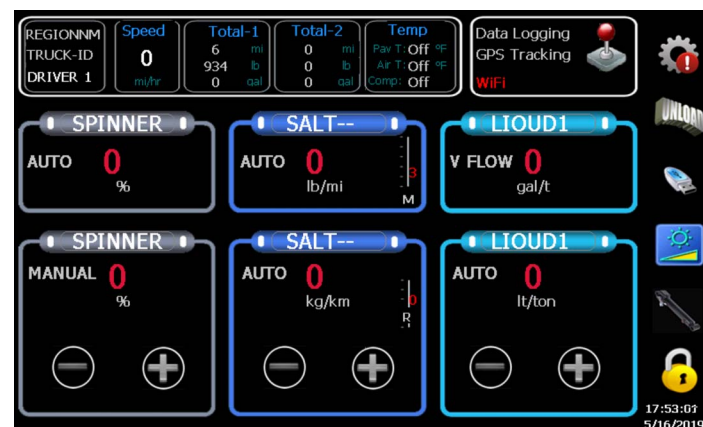 REGIONNM
TRUCK-ID
DRIVER 1
Speed
0
mi/hr
Total-1
6 mi
934 lb
0 gal
Total-2
0 mi
0 lb
0 gal
Temp
Pav T: Off °F
Air T: Off °F
Comp: Off
Data Logging
GPS Tracking
WiFi
UNLOAD
SPINNER
AUTO 0
%
SALT--
AUTO 0
lb/mi
3
M
LIOUD1
V FLOW 0
gal/t
SPINNER
MANUAL 0
%
SALT--
AUTO 0
kg/km
0
R
LIOUD1
AUTO 0
lt/ton
17:53:01
5/16/2019